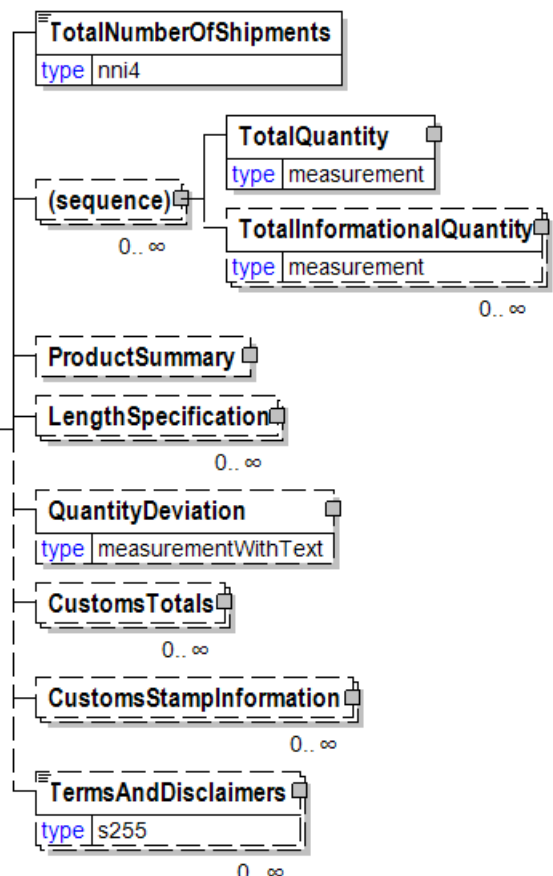 TotalNumberOfShipments
type nni4
TotalQuantity
type measurement
(sequence)
0.. ∞
TotalInformationalQuantity
type measurement
0.. ∞
ProductSummary
LengthSpecification
0.. ∞
QuantityDeviation
type measurementWithText
CustomsTotals
0.. ∞
CustomsStampInformation
0.. ∞
TermsAndDisclaimers
type s255
0.. ∞